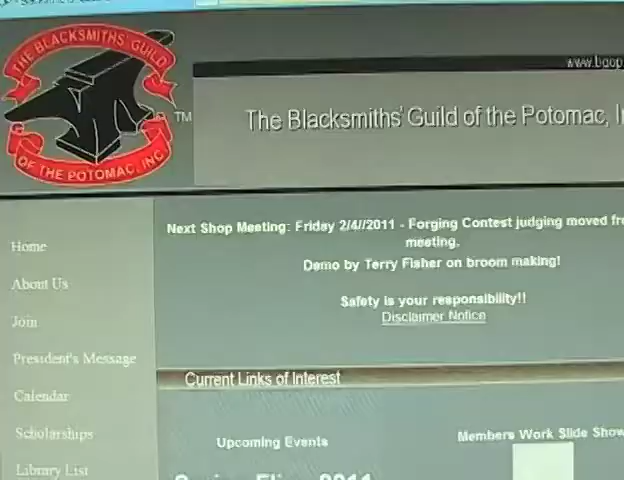 THE BLACKSMITHS' GUILD
OF THE POTOMAC, INC
TM
www.bgop
The Blacksmiths' Guild of the Potomac, I
Next Shop Meeting: Friday 2/4//2011 - Forging Contest judging moved fr
meeting.
Demo by Terry Fisher on broom making!
Safety is your responsibility!!
Disclaimer Notice
Home
About Us
Join
President's Message
Calendar
Scholarships
Library List
Current Links of Interest
Upcoming Events
Members Work Slide Show
2011